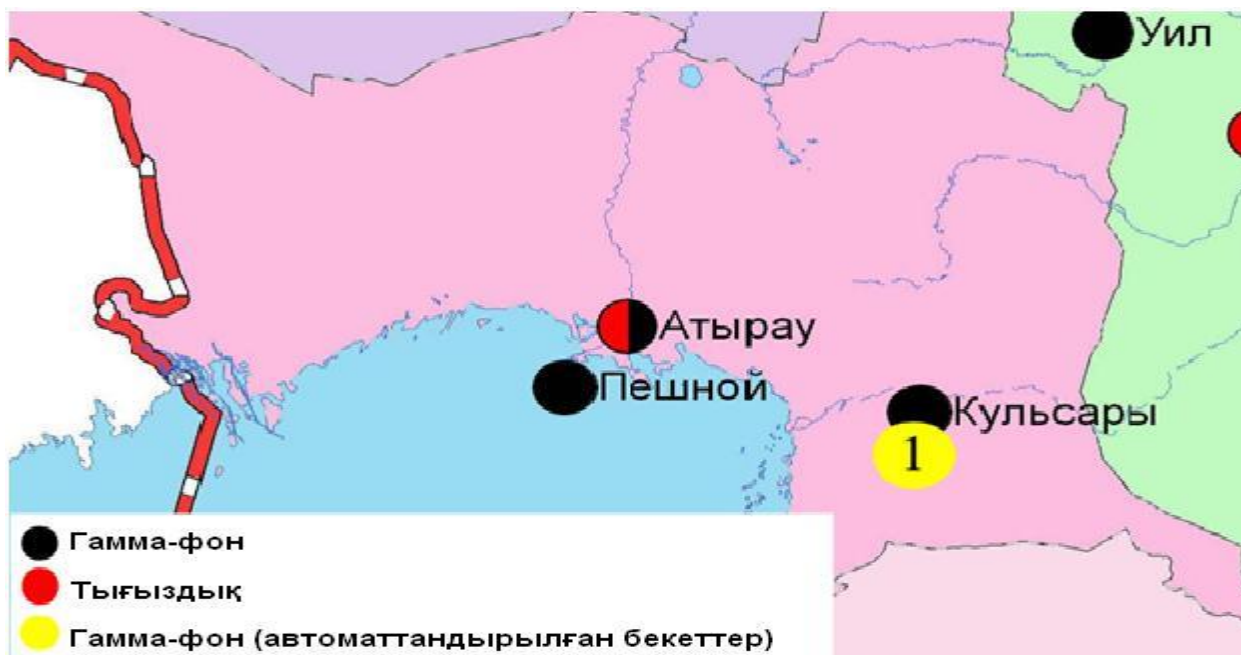 Уил
Атырау
Пешной
Кульсары
1
Гамма-фон
Тығыздық
Гамма-фон (автоматтандырылған бекеттер)